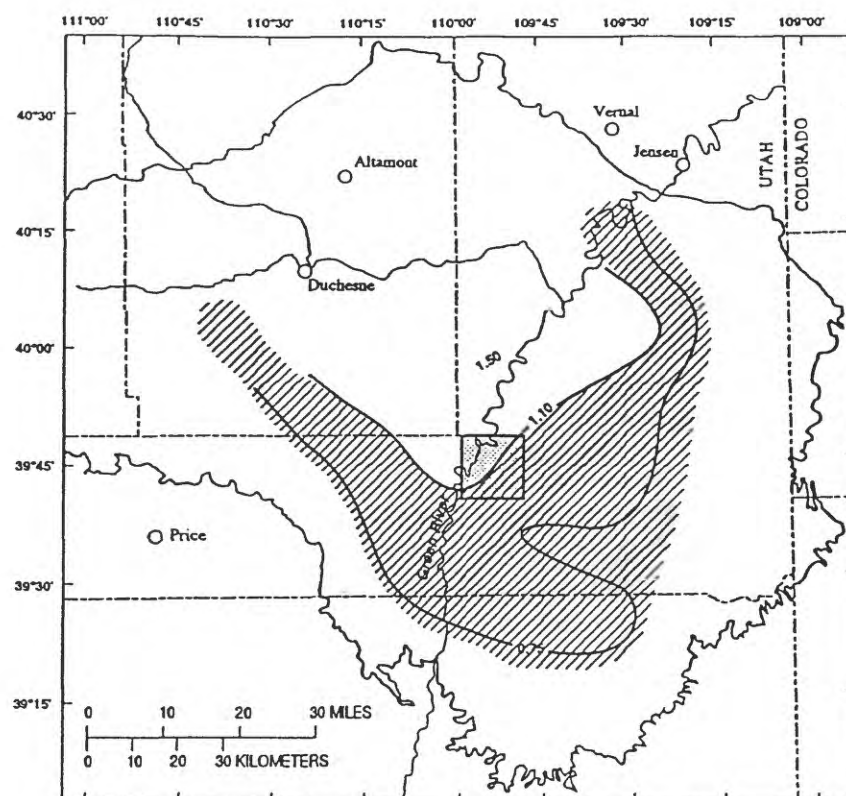 111°00'
110°45'
110°30'
110°15'
110°00'
109°45'
109°30'
109°15'
109°00'
40°30'
40°15'
40°00'
39°45'
39°30'
39°15'
Vernal
Jensen
Altamont
UTAH
COLORADO
Duchesne
1.50
1.10
Price
Green River
0 10 20 30 MILES
0 10 20 30 KILOMETERS